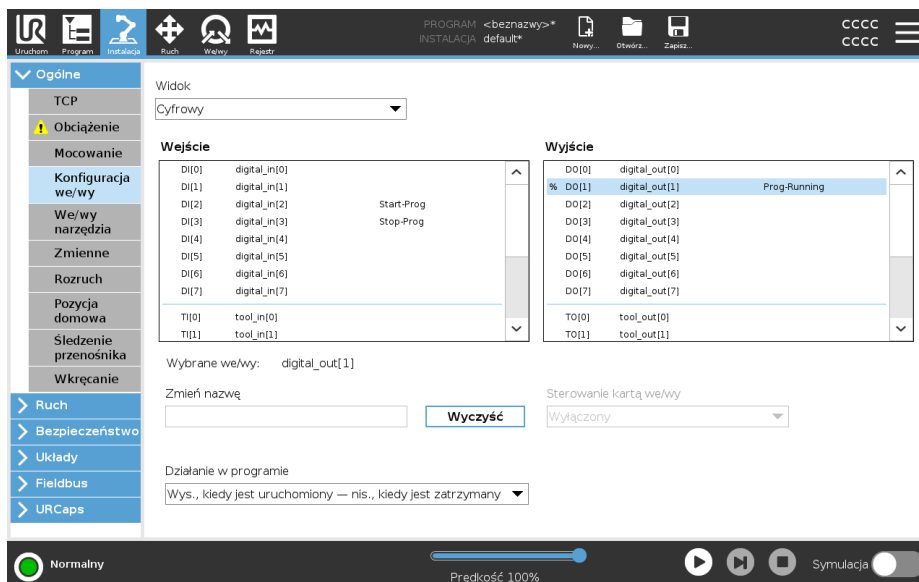 PROGRAM <beznazwy>*
INSTALACJA default*
CCCC
CCCC
Uruchom Program Instalacja Ruch We/wy Rejestr Nowy... Otwórz... Zapisz...
Ogólne
TCP
Obciążenie
Mocowanie
Konfiguracja
we/wy
We/wy
narzędzia
Zmienne
Rozruch
Pozycja
domowa
Śledzenie
przenośnika
Wkręcanie
Ruch
Bezpieczeństwo
Układy
Fieldbus
URCaps
Widok
Cyfrowy
Wejście
DI[0] digital_in[0]
DI[1] digital_in[1]
DI[2] digital_in[2] Start-Prog
DI[3] digital_in[3] Stop-Prog
DI[4] digital_in[4]
DI[5] digital_in[5]
DI[6] digital_in[6]
DI[7] digital_in[7]
TI[0] tool_in[0]
TI[1] tool_in[1]
Wyjście
DO[0] digital_out[0]
% DO[1] digital_out[1] Prog-Running
DO[2] digital_out[2]
DO[3] digital_out[3]
DO[4] digital_out[4]
DO[5] digital_out[5]
DO[6] digital_out[6]
DO[7] digital_out[7]
TO[0] tool_out[0]
TO[1] tool_out[1]
Wybrane we/wy: digital_out[1]
Zmień nazwę
Wyczyść
Sterowanie kartą we/wy
Wyłączony
Działanie w programie
Wys., kiedy jest uruchomiony — nis., kiedy jest zatrzymany
Normalny
Predkość 100%
Symulacja